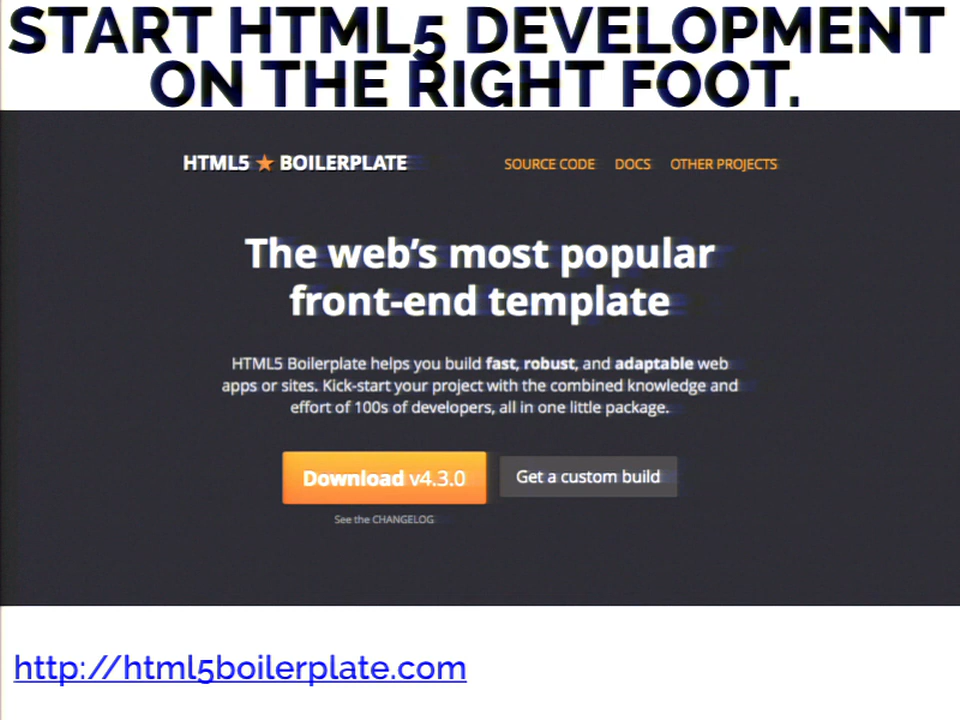 START HTML5 DEVELOPMENT
ON THE RIGHT FOOT.
HTML5 ★ BOILERPLATE
SOURCE CODE DOCS OTHER PROJECTS
The web's most popular
front-end template
HTML5 Boilerplate helps you build fast, robust, and adaptable web
apps or sites. Kick-start your project with the combined knowledge and
effort of 100s of developers, all in one little package.
Download v4.3.0
Get a custom build
See the CHANGELOG
http://html5boilerplate.com